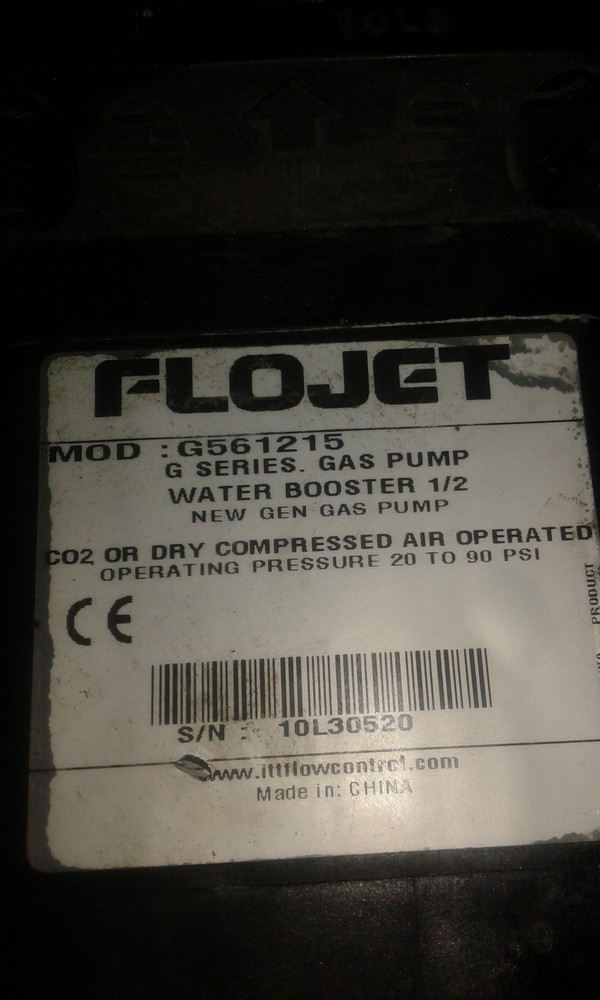 FLOJET
MOD : G561215
G SERIES. GAS PUMP
WATER BOOSTER 1/2
NEW GEN GAS PUMP
CO2 OR DRY COMPRESSED AIR OPERATED
OPERATING PRESSURE 20 TO 90 PSI
CE
S/N : 10L30520
www.ittflowcontrol.com
Made in: CHINA
PRODUCT